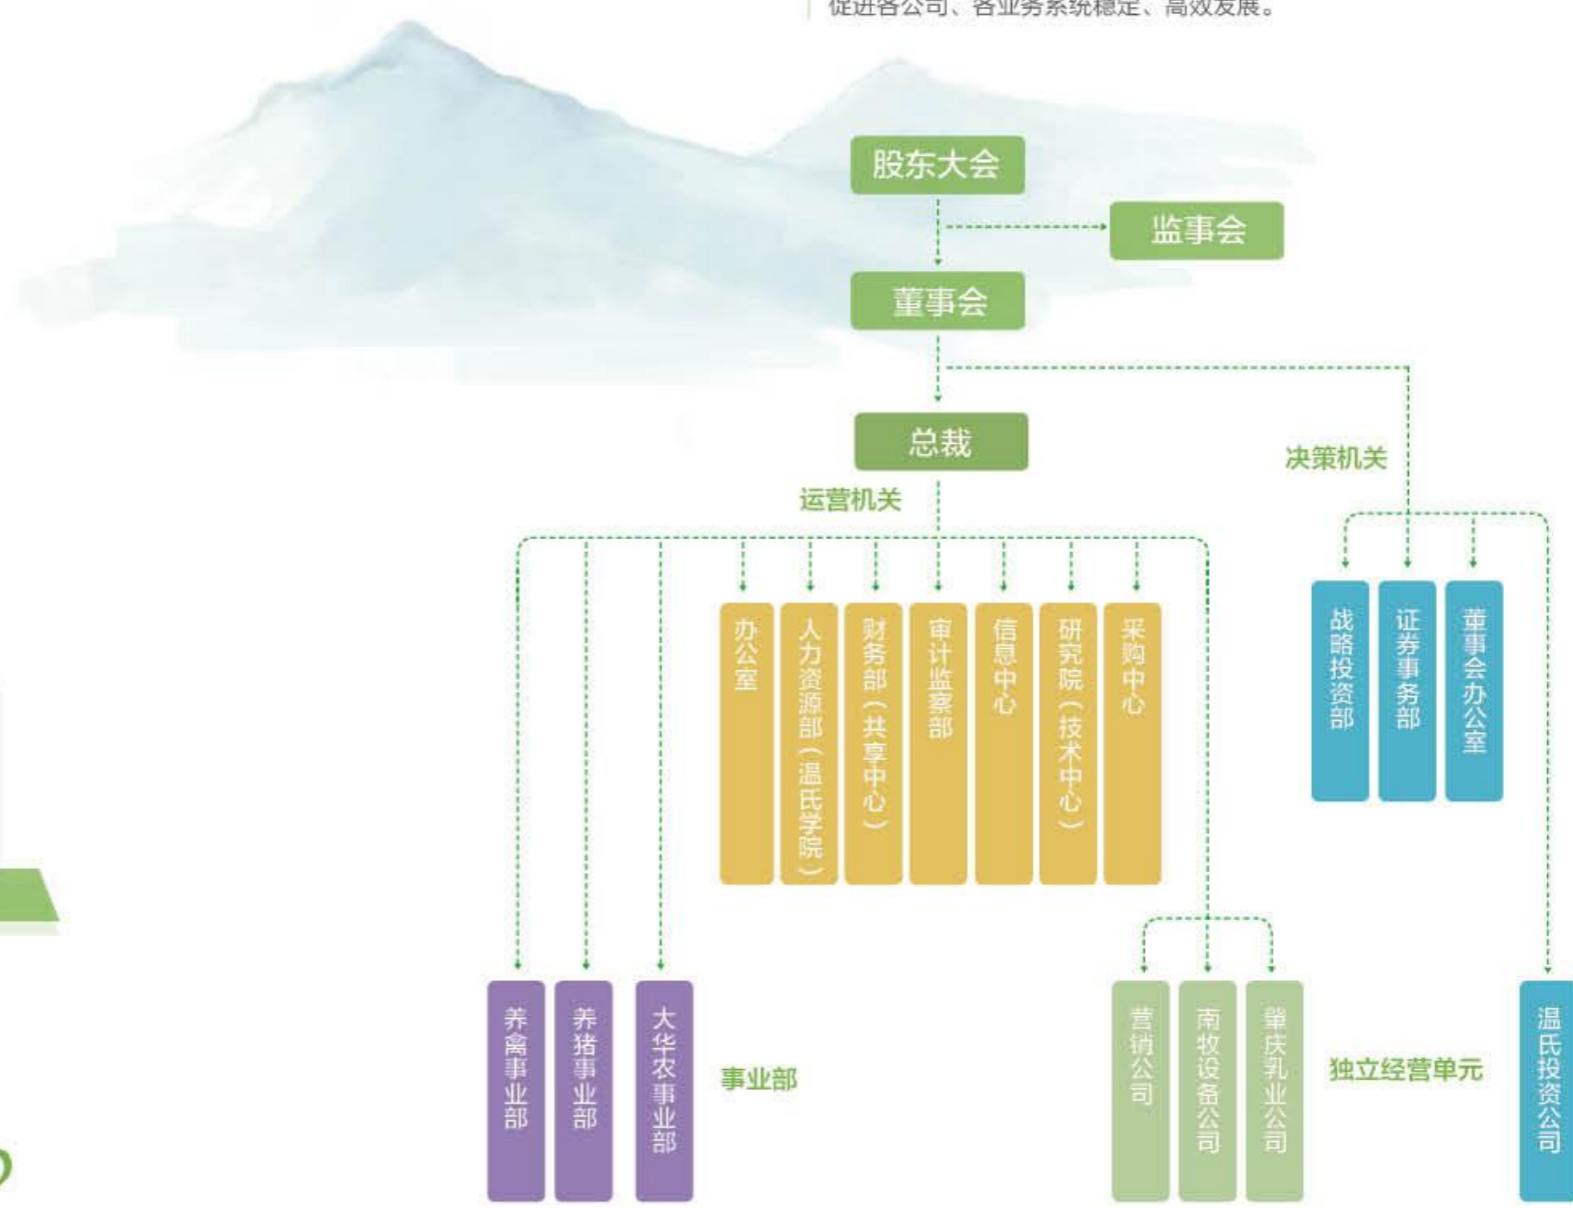 促进各公司、各业务系统稳定、高效发展。
股东大会
监事会
董事会
总裁
决策机关
运营机关
办公室
人力资源部（温氏学院）
财务部（共享中心）
审计监察部
信息中心
研究院（技术中心）
采购中心
战略投资部
证券事务部
董事会办公室
养禽事业部
养猪事业部
大华农事业部
事业部
营销公司
南牧设备公司
肇庆乳业公司
独立经营单元
温氏投资公司